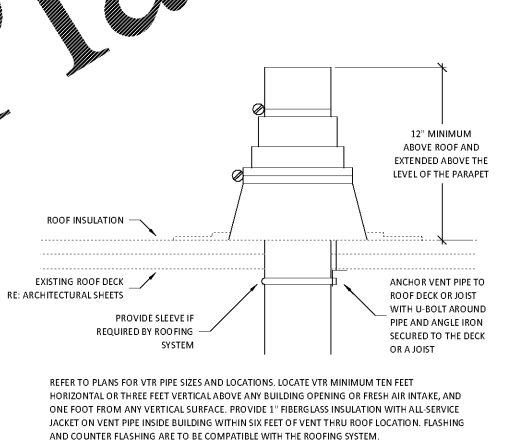 12" MINIMUM
ABOVE ROOF AND
EXTENDED ABOVE THE
LEVEL OF THE PARAPET
ROOF INSULATION
EXISTING ROOF DECK
RE: ARCHITECTURAL SHEETS
PROVIDE SLEEVE IF
REQUIRED BY ROOFING
SYSTEM
ANCHOR VENT PIPE TO
ROOF DECK OR JOIST
WITH U-BOLT AROUND
PIPE AND ANGLE IRON
SECURED TO THE DECK
OR A JOIST
REFER TO PLANS FOR VTR PIPE SIZES AND LOCATIONS. LOCATE VTR MINIMUM TEN FEET
HORIZONTAL OR THREE FEET VERTICAL ABOVE ANY BUILDING OPENING OR FRESH AIR INTAKE, AND
ONE FOOT FROM ANY VERTICAL SURFACE. PROVIDE 1" FIBERGLASS INSULATION WITH ALL-SERVICE
JACKET ON VENT PIPE INSIDE BUILDING WITHIN SIX FEET OF VENT THRU ROOF LOCATION. FLASHING
AND COUNTER FLASHING ARE TO BE COMPATIBLE WITH THE ROOFING SYSTEM.